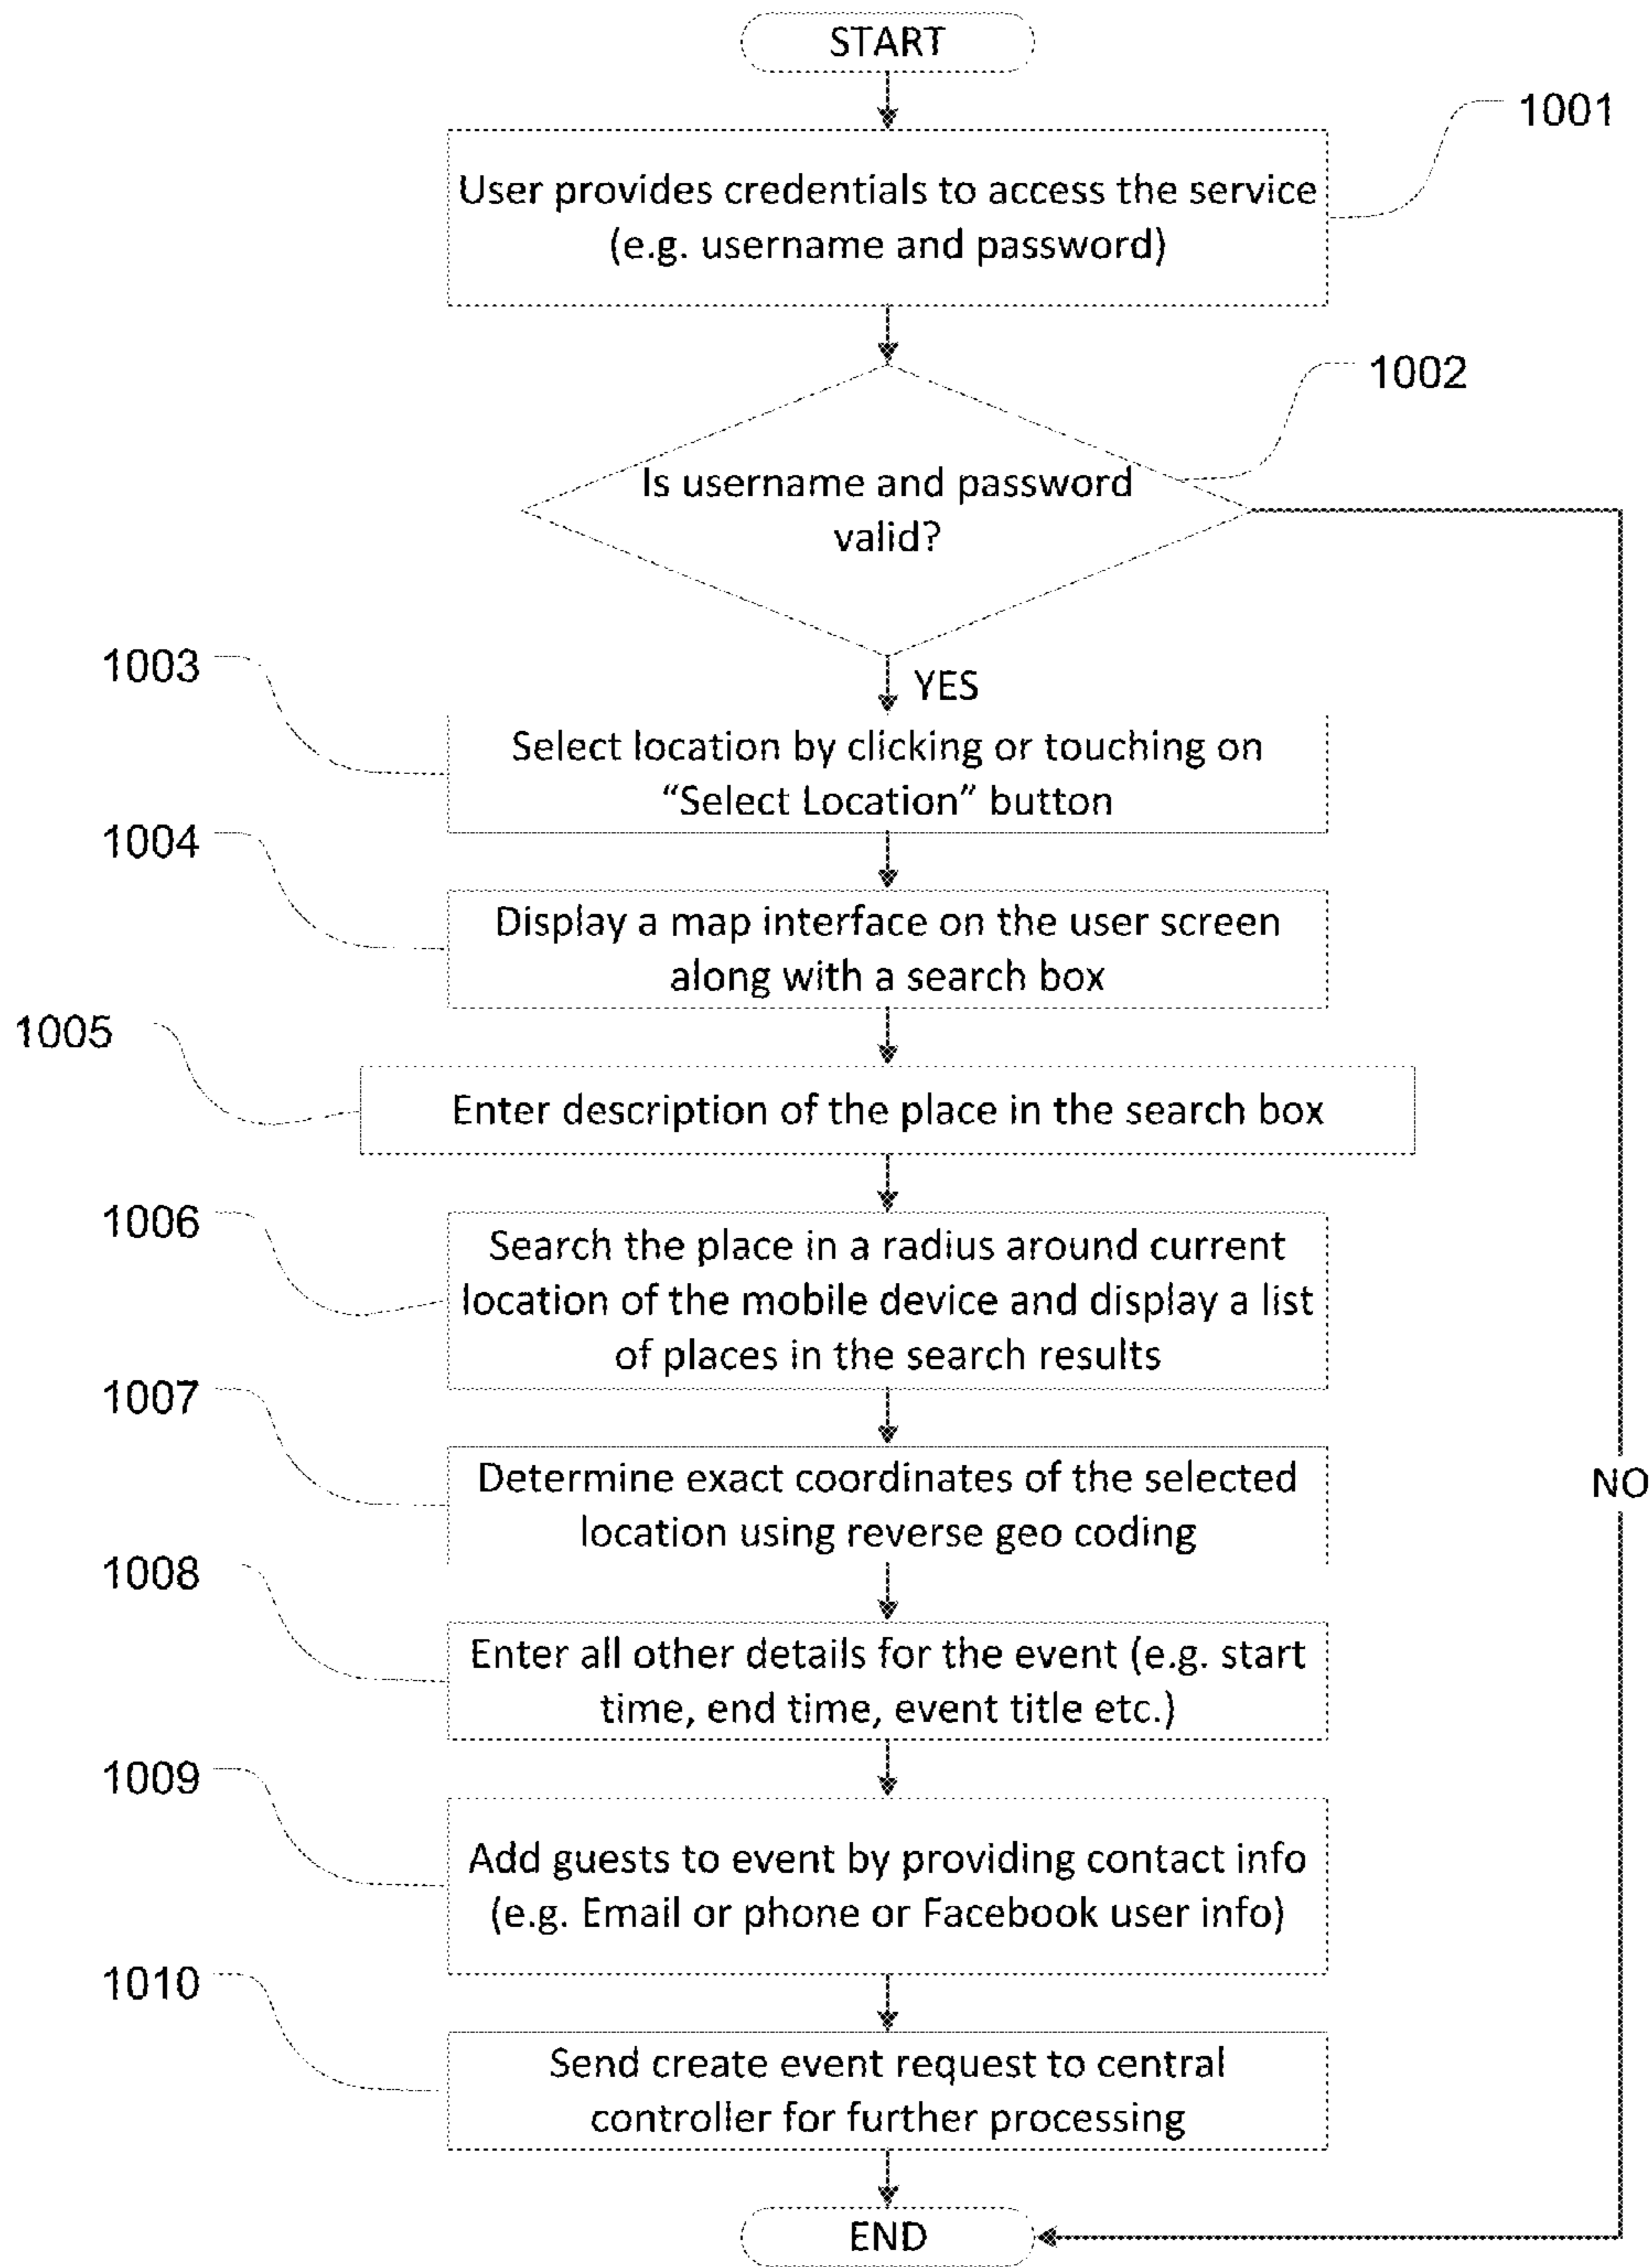 START
1001
User provides credentials to access the service
(e.g. username and password)
1002
Is username and password
valid?
1003
YES
Select location by clicking or touching on
“Select Location” button
1004
Display a map interface on the user screen
along with a search box
1005
Enter description of the place in the search box
1006
Search the place in a radius around current
location of the mobile device and display a list
of places in the search results
1007
Determine exact coordinates of the selected
location using reverse geo coding
NO
1008
Enter all other details for the event (e.g. start
time, end time, event title etc.)
1009
Add guests to event by providing contact info
(e.g. Email or phone or Facebook user info)
1010
Send create event request to central
controller for further processing
END